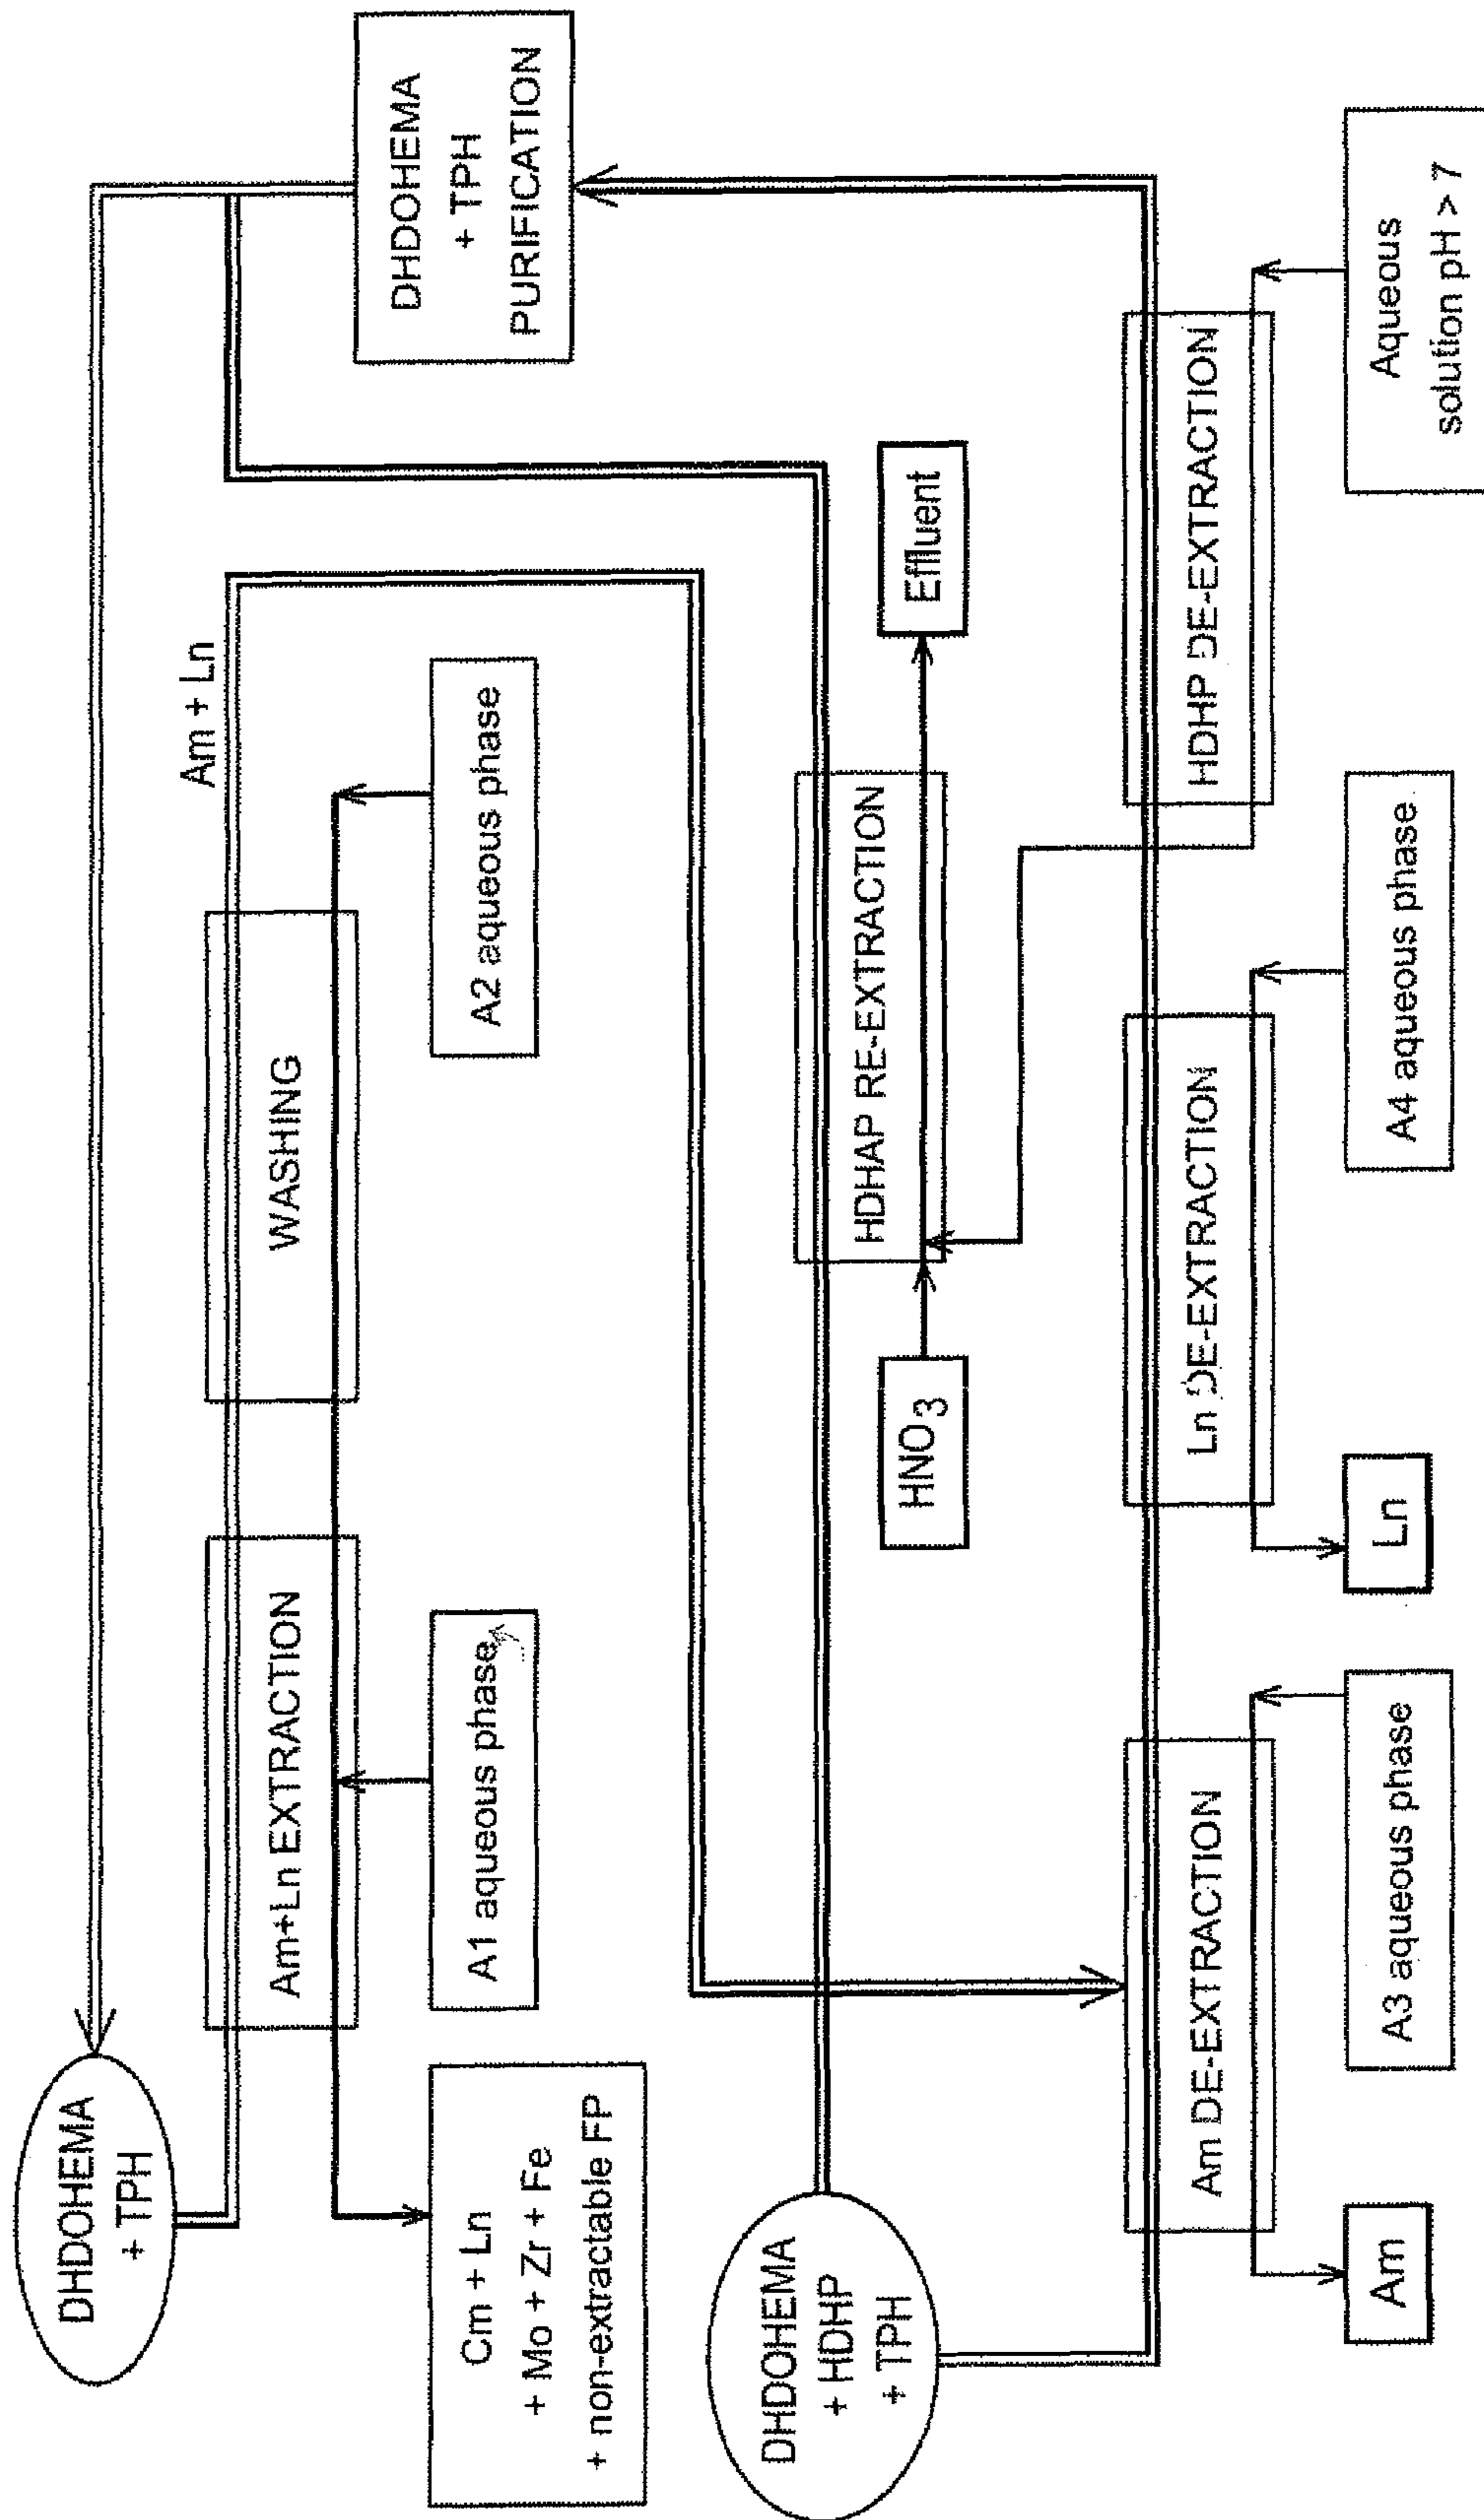 DHDOHEMA
+ TPH
Am+Ln EXTRACTION
WASHING
Am + Ln
DHDOHEMA
+ TPH
PURIFICATION
A1 aqueous phase
A2 aqueous phase
Cm + Ln
+ Mo + Zr + Fe
+ non-extractable FP
DHDOHEMA
+ HDHP
+ TPH
HDHAP RE-EXTRACTION
HNO3
Effluent
Am DE-EXTRACTION
Ln DE-EXTRACTION
HDHP DE-EXTRACTION
Am
A3 aqueous phase
Ln
A4 aqueous phase
Aqueous
solution pH > 7